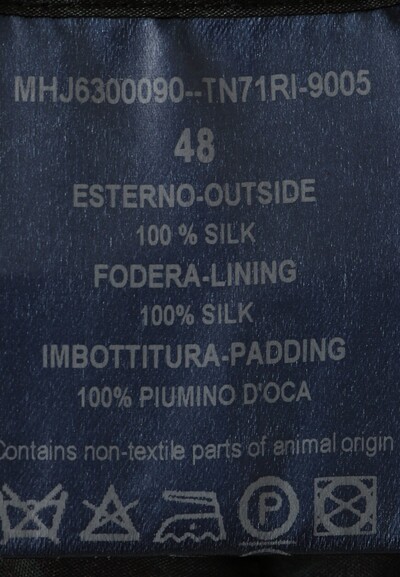 MHJ6300090--TN71RI-9005
48
ESTERNO-OUTSIDE
100 % SILK
FODERA-LINING
100% SILK
IMBOTTITURA-PADDING
100% PIUMINO D'OCA
Contains non-textile parts of animal origin
P